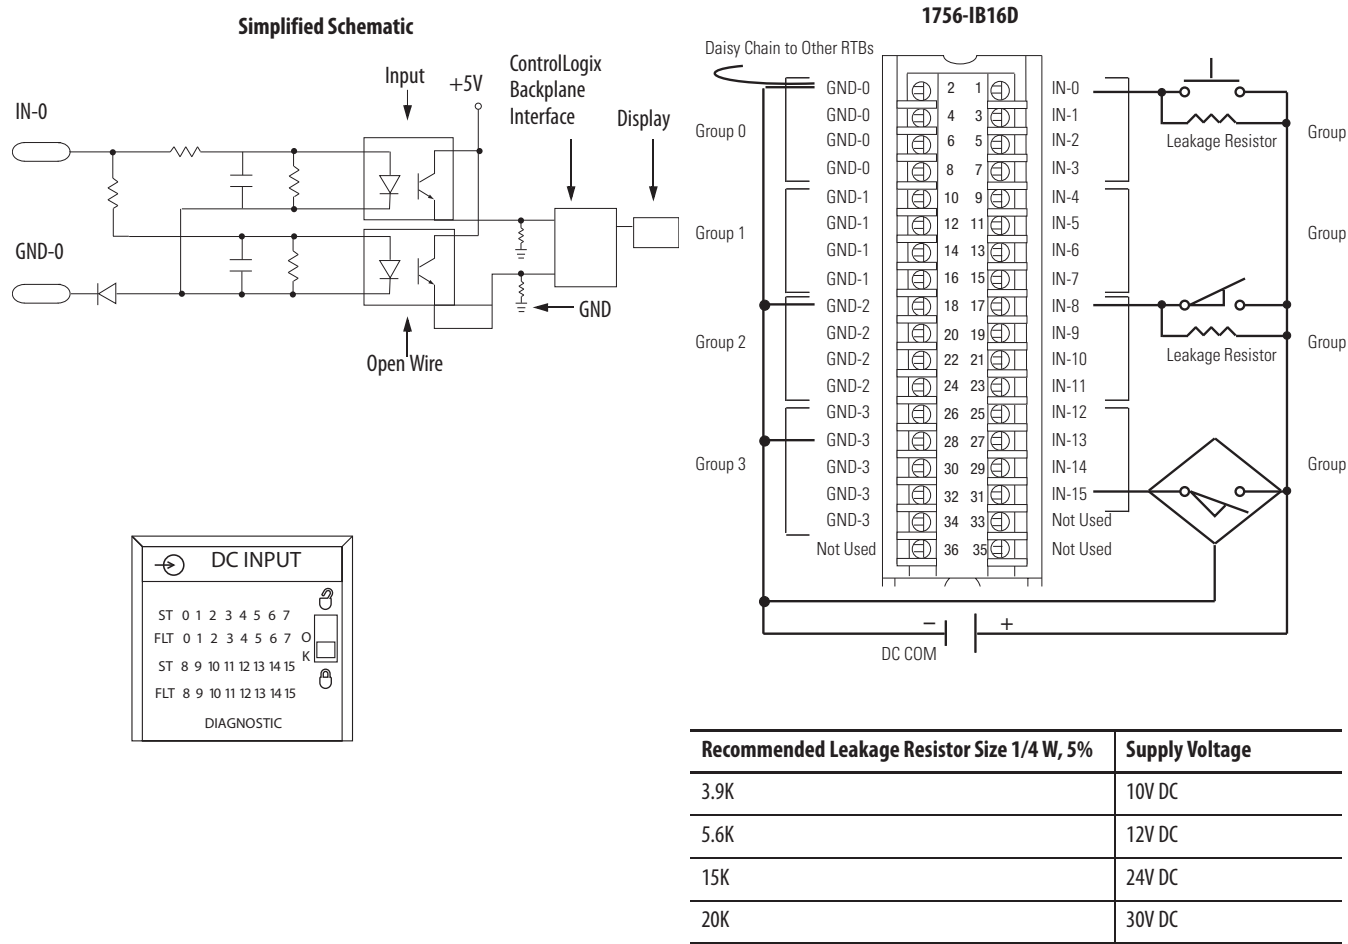 Simplified Schematic
IN-0
GND-0
Input
+5V
ControlLogix
Backplane
Interface
Display
GND
Open Wire
DC INPUT
ST 0 1 2 3 4 5 6 7
FLT 0 1 2 3 4 5 6 7
O
K
ST 8 9 10 11 12 13 14 15
FLT 8 9 10 11 12 13 14 15
DIAGNOSTIC
1756-IB16D
Daisy Chain to Other RTBs
Group 0
Group 1
Group 2
Group 3
GND-0 2 1 IN-0
GND-0 4 3 IN-1
GND-0 6 5 IN-2
GND-0 8 7 IN-3
GND-1 10 9 IN-4
GND-1 12 11 IN-5
GND-1 14 13 IN-6
GND-1 16 15 IN-7
GND-2 18 17 IN-8
GND-2 20 19 IN-9
GND-2 22 21 IN-10
GND-2 24 23 IN-11
GND-3 26 25 IN-12
GND-3 28 27 IN-13
GND-3 30 29 IN-14
GND-3 32 31 IN-15
GND-3 34 33 Not Used
Not Used 36 35 Not Used
Leakage Resistor
Leakage Resistor
Group
Group
Group
Group
– +
DC COM
Recommended Leakage Resistor Size 1/4 W, 5% Supply Voltage
3.9K 10V DC
5.6K 12V DC
15K 24V DC
20K 30V DC